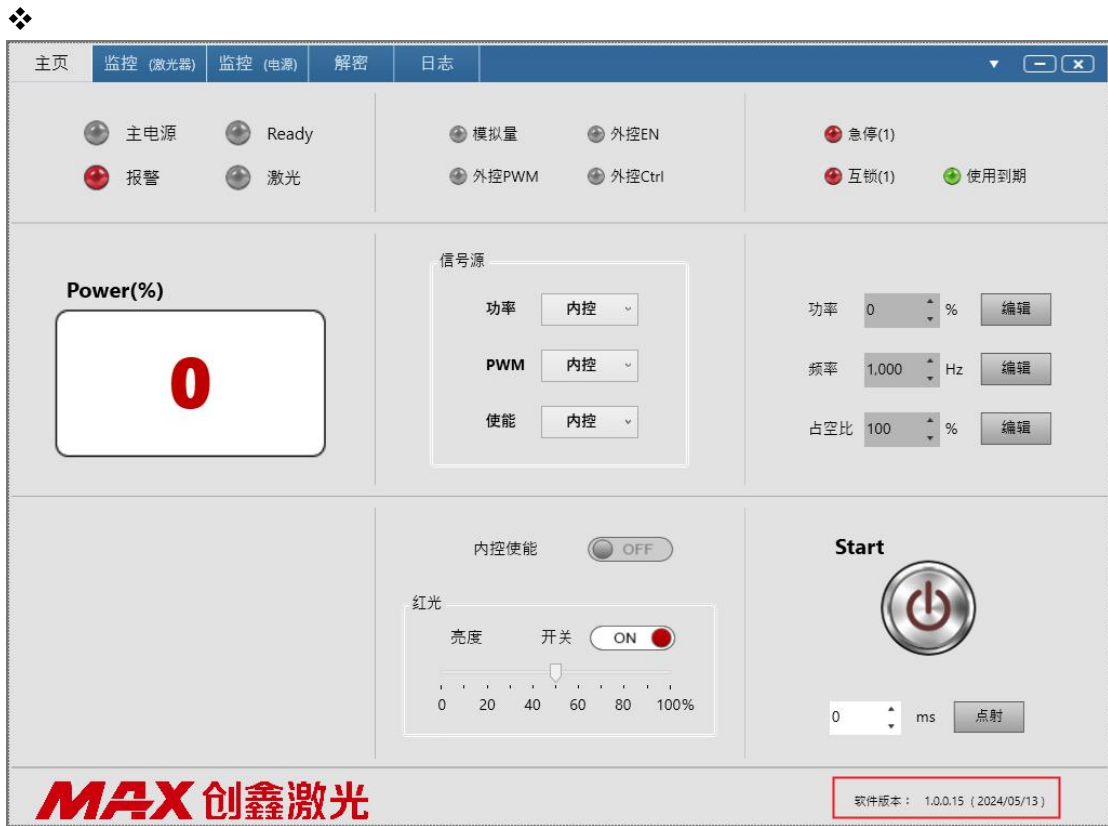 ❖
主页 监控 (激光器) 监控 (电源) 解密 日志
主电源 Ready 模拟量 外控EN 急停(1)
报警 激光 外控PWM 外控Ctrl 互锁(1) 使用到期
信号源
Power(%)
0
功率 内控
PWM 内控
使能 内控
功率 0 % 编辑
频率 1,000 Hz 编辑
占空比 100 % 编辑
内控使能 OFF
红光
亮度 开关 ON
0 20 40 60 80 100%
Start
0 ms 点射
MAX 创鑫激光
软件版本： 1.0.0.15 ( 2024/05/13 )